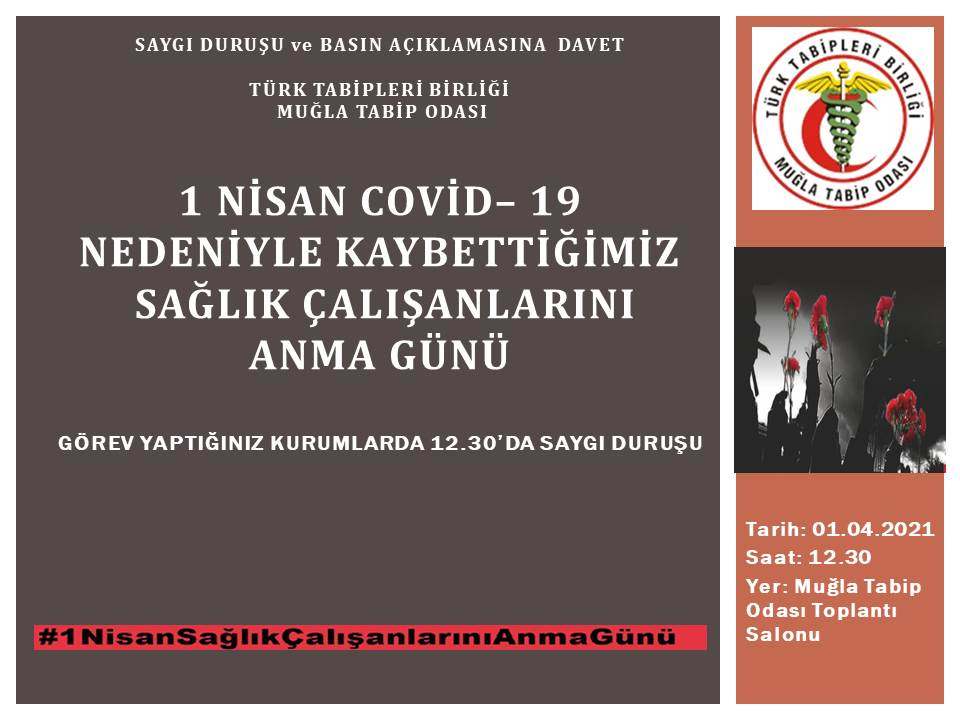 SAYGI DURUŞU ve BASIN AÇIKLAMASINA DAVET
TÜRK TABİPLERİ BİRLİĞİ
MUĞLA TABİP ODASI
1 NİSAN COVİD– 19
NEDENİYLE KAYBETTİĞİMİZ
SAĞLIK ÇALIŞANLARINI
ANMA GÜNÜ
GÖREV YAPTIĞINIZ KURUMLARDA 12.30’DA SAYGI DURUŞU
#1NisanSağlıkÇalışanlarınıAnmaGünü
TÜRK TABİPLERİ BİRLİĞİ
MUĞLA TABİP ODASI
Tarih: 01.04.2021
Saat: 12.30
Yer: Muğla Tabip
Odası Toplantı
Salonu